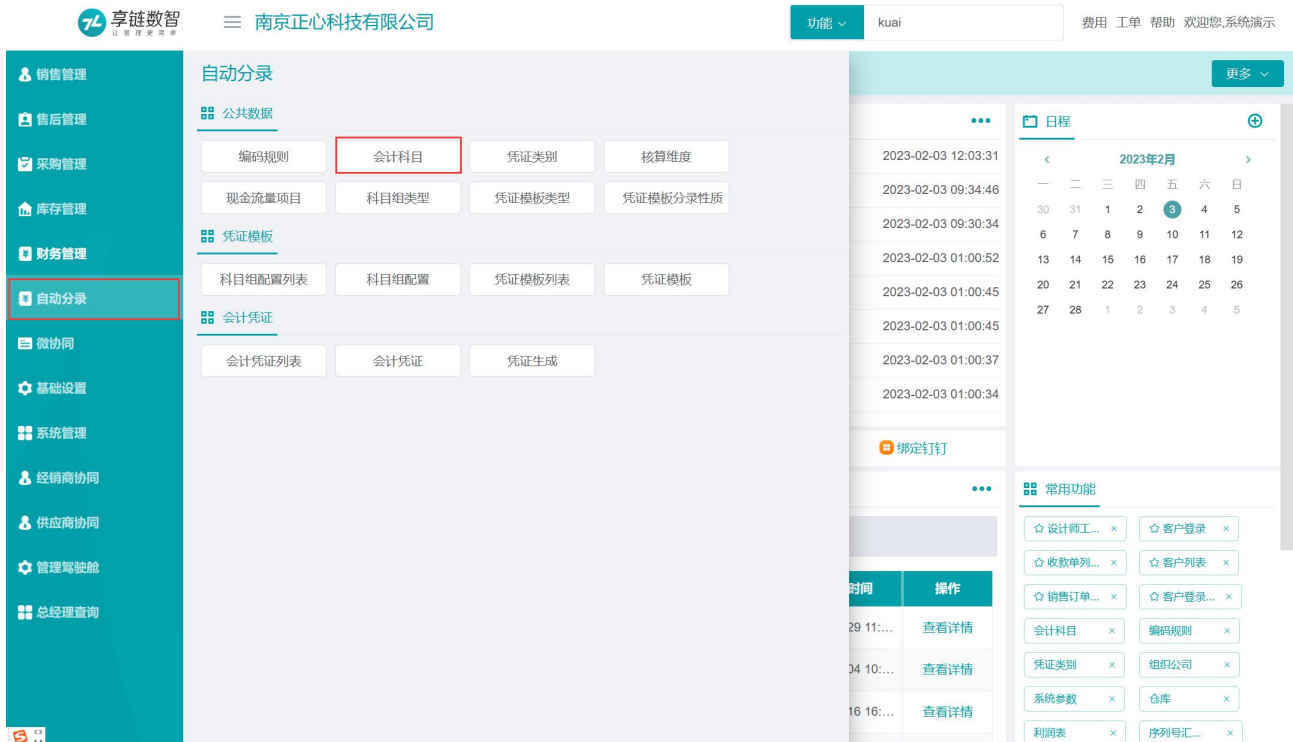 享链数智
让管理更简单
南京正心科技有限公司
功能
kuai
费用 工单 帮助 欢迎您,系统演示
销售管理
售后管理
采购管理
库存管理
财务管理
自动分录
微协同
基础设置
系统管理
经销商协同
供应商协同
管理驾驶舱
总经理查询
自动分录
公共数据
编码规则 会计科目 凭证类别 核算维度
现金流量项目 科目组类型 凭证模板类型 凭证模板分录性质
凭证模板
科目组配置列表 科目组配置 凭证模板列表 凭证模板
会计凭证
会计凭证列表 会计凭证 凭证生成
更多
2023-02-03 12:03:31
2023-02-03 09:34:46
2023-02-03 09:30:34
2023-02-03 01:00:52
2023-02-03 01:00:45
2023-02-03 01:00:45
2023-02-03 01:00:37
2023-02-03 01:00:34
绑定钉钉
时间 操作
29 11:... 查看详情
04 10:... 查看详情
16 16:... 查看详情
日程
2023年2月
一 二 三 四 五 六 日
30 31 1 2 3 4 5
6 7 8 9 10 11 12
13 14 15 16 17 18 19
20 21 22 23 24 25 26
27 28 1 2 3 4 5
常用功能
设计师工... × 客户登录 ×
收款单列... × 客户列表 ×
销售订单... × 客户登录... ×
会计科目 × 编码规则 ×
凭证类别 × 组织公司 ×
系统参数 × 仓库 ×
利润表 × 序列号汇... ×